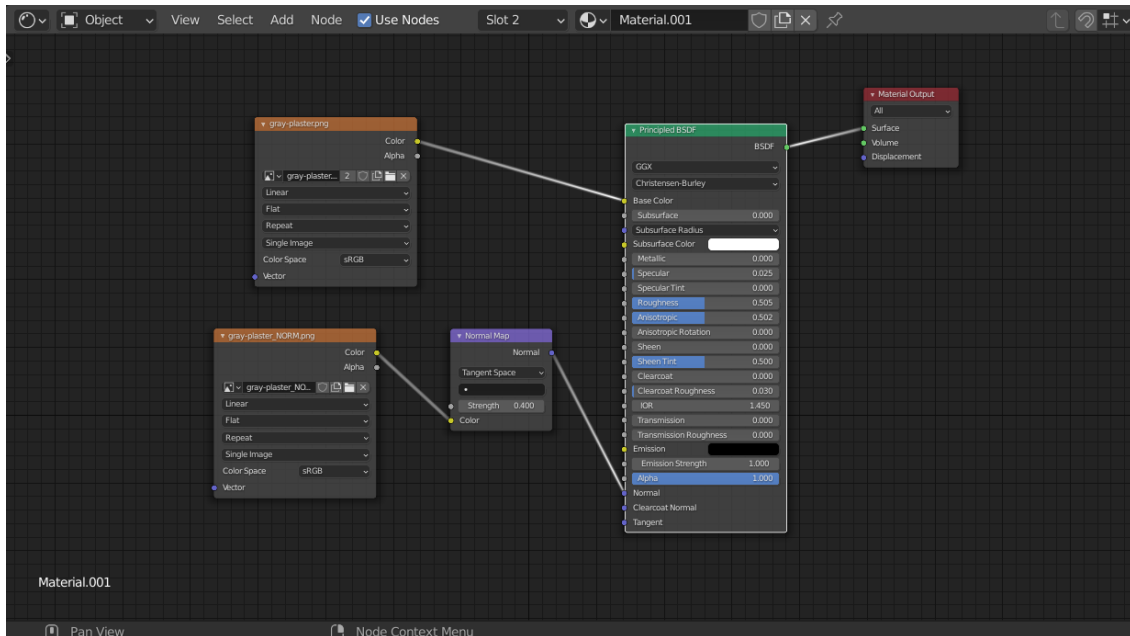 Object View Select Add Node Use Nodes Slot 2 Material.001
gray-plaster.png
Color
Alpha
gray-plaster... 2
Linear
Flat
Repeat
Single Image
Color Space sRGB
Vector
gray-plaster_NORM.png
Color
Alpha
gray-plaster_NO...
Linear
Flat
Repeat
Single Image
Color Space sRGB
Vector
Normal Map
Normal
Tangent Space
Strength 0.400
Color
Principled BSDF
BSDF
GGX
Christensen-Burley
Base Color
Subsurface 0.000
Subsurface Radius
Subsurface Color
Metallic 0.000
Specular 0.025
Specular Tint 0.000
Roughness 0.505
Anisotropic 0.502
Anisotropic Rotation 0.000
Sheen 0.000
Sheen Tint 0.500
Clearcoat 0.000
Clearcoat Roughness 0.030
IOR 1.450
Transmission 0.000
Transmission Roughness 0.000
Emission
Emission Strength 1.000
Alpha 1.000
Normal
Clearcoat Normal
Tangent
Material Output
All
Surface
Volume
Displacement
Material.001
Pan View Node Context Menu